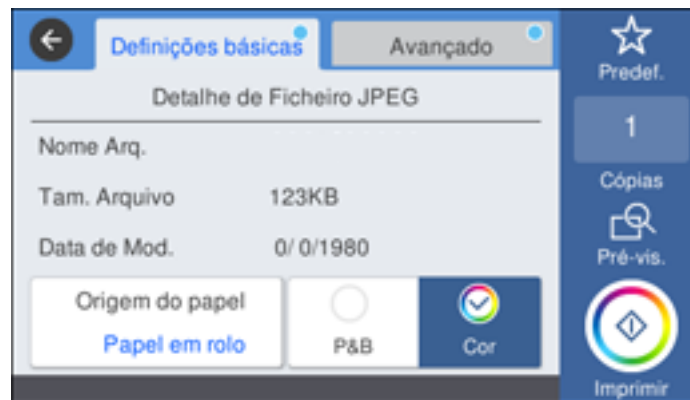 Definições básicas
Avançado
Predef.
Detalhe de Ficheiro JPEG
1
Nome Arq.
Cópias
Tam. Arquivo 123KB
Data de Mod. 0/ 0/1980
Pré-vis.
Origem do papel
Papel em rolo
P&B
Cor
Imprimir